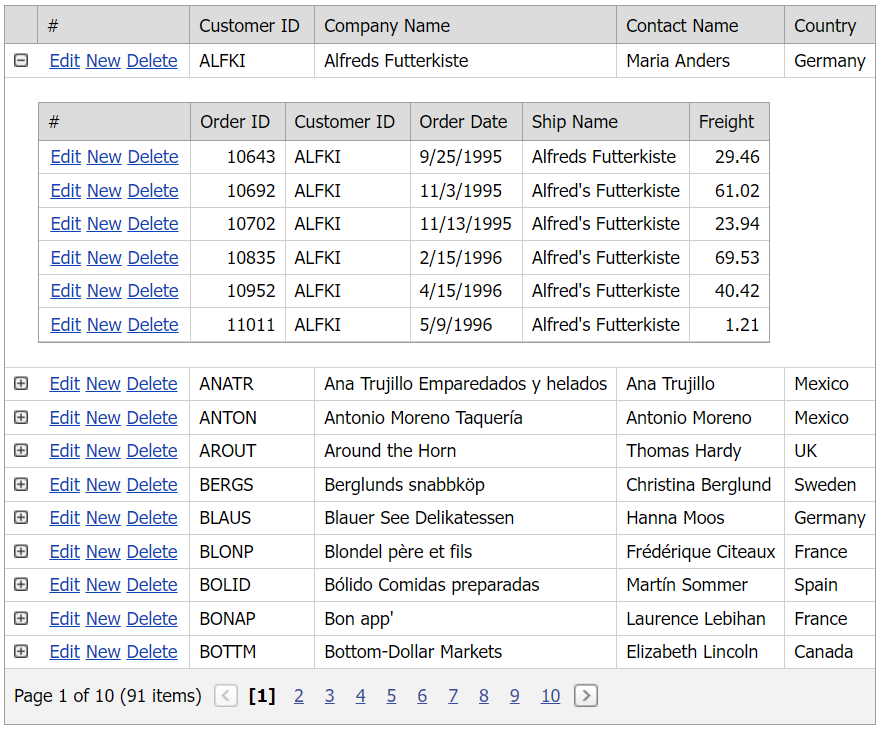 # Customer ID Company Name Contact Name Country
Edit New Delete ALFKI Alfreds Futterkiste Maria Anders Germany
# Order ID Customer ID Order Date Ship Name Freight
Edit New Delete 10643 ALFKI 9/25/1995 Alfreds Futterkiste 29.46
Edit New Delete 10692 ALFKI 11/3/1995 Alfred's Futterkiste 61.02
Edit New Delete 10702 ALFKI 11/13/1995 Alfred's Futterkiste 23.94
Edit New Delete 10835 ALFKI 2/15/1996 Alfred's Futterkiste 69.53
Edit New Delete 10952 ALFKI 4/15/1996 Alfred's Futterkiste 40.42
Edit New Delete 11011 ALFKI 5/9/1996 Alfred's Futterkiste 1.21
Edit New Delete ANATR Ana Trujillo Emparedados y helados Ana Trujillo Mexico
Edit New Delete ANTON Antonio Moreno Taquería Antonio Moreno Mexico
Edit New Delete AROUT Around the Horn Thomas Hardy UK
Edit New Delete BERGS Berglunds snabbköp Christina Berglund Sweden
Edit New Delete BLAUS Blauer See Delikatessen Hanna Moos Germany
Edit New Delete BLONP Blondel père et fils Frédérique Citeaux France
Edit New Delete BOLID Bólido Comidas preparadas Martín Sommer Spain
Edit New Delete BONAP Bon app' Laurence Lebihan France
Edit New Delete BOTTM Bottom-Dollar Markets Elizabeth Lincoln Canada
Page 1 of 10 (91 items) [1] 2 3 4 5 6 7 8 9 10